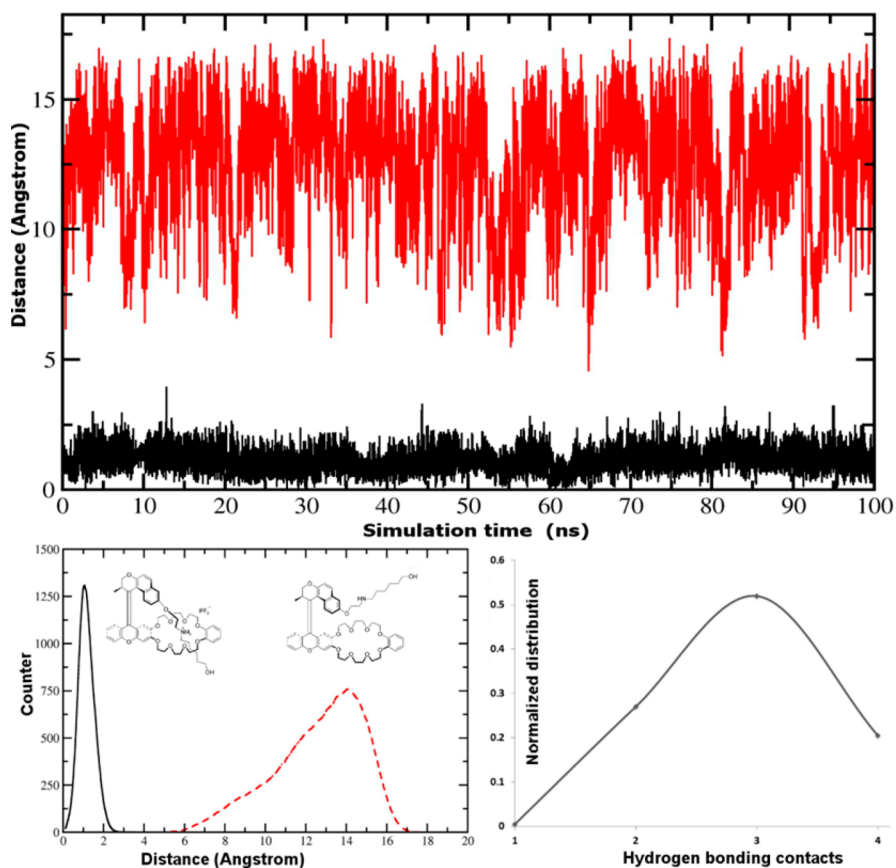 15
10
5
0
Distance (Angstrom)
0 10 20 30 40 50 60 70 80 90 100
Simulation time (ns)
1500
1250
1000
750
500
250
0
Counter
0 2 4 6 8 10 12 14 16 18 20
Distance (Angstrom)
O
O
O
O
O
O
O
OH
O
HN
OH
O
O
O
O
O
O
0.6
0.5
0.4
0.3
0.2
0.1
0
Normalized distribution
1 2 3 4
Hydrogen bonding contacts